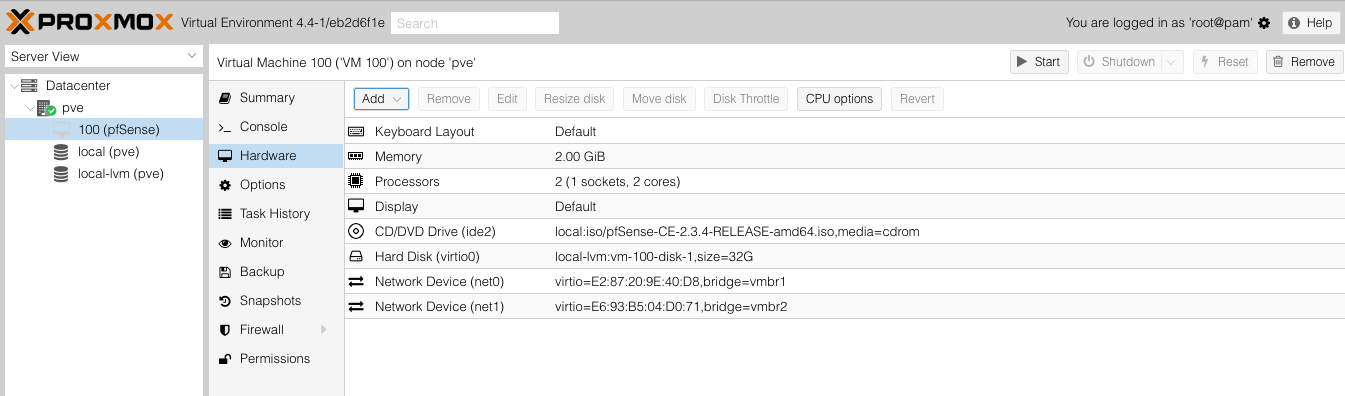 PROXMOX Virtual Environment 4.4-1/eb2d6f1e Search You are logged in as 'root@pam' Help
Server View
Datacenter
pve
100 (pfSense)
local (pve)
local-lvm (pve)
Virtual Machine 100 ('VM 100') on node 'pve' Start Shutdown Reset Remove
Summary
Console
Hardware
Options
Task History
Monitor
Backup
Snapshots
Firewall
Permissions
Add Remove Edit Resize disk Move disk Disk Throttle CPU options Revert
Keyboard Layout Default
Memory 2.00 GiB
Processors 2 (1 sockets, 2 cores)
Display Default
CD/DVD Drive (ide2) local:iso/pfSense-CE-2.3.4-RELEASE-amd64.iso,media=cdrom
Hard Disk (virtio0) local-lvm:vm-100-disk-1,size=32G
Network Device (net0) virtio=E2:87:20:9E:40:D8,bridge=vmbr1
Network Device (net1) virtio=E6:93:B5:04:D0:71,bridge=vmbr2